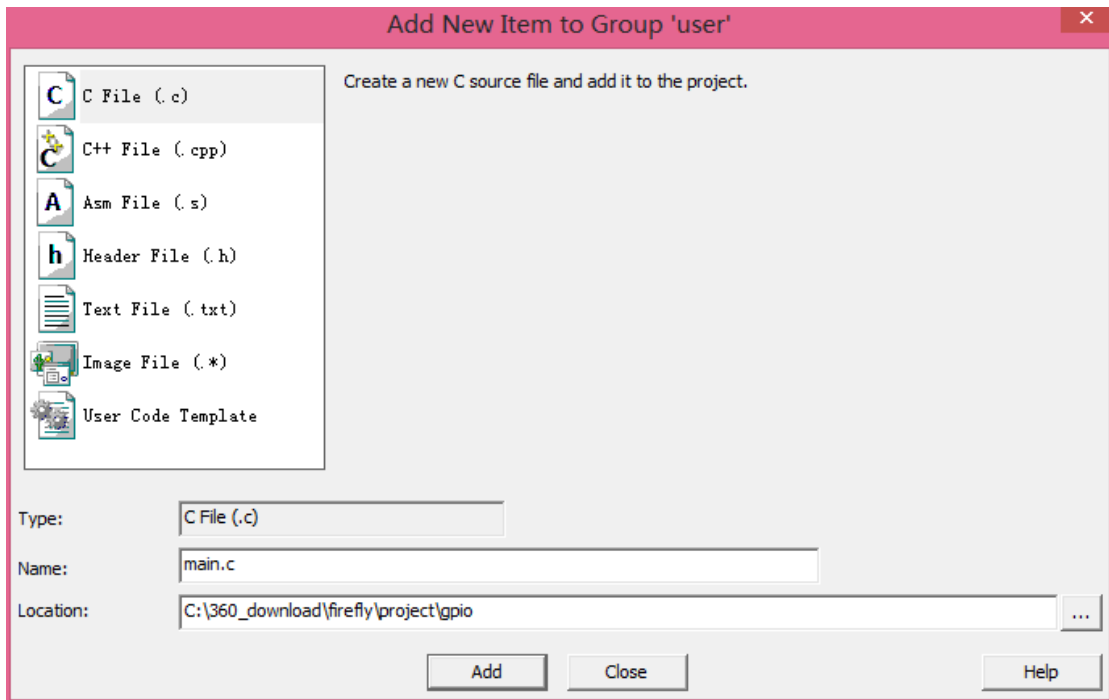 Add New Item to Group 'user'
C File (.c)
Create a new C source file and add it to the project.
C++ File (.cpp)
Asm File (.s)
Header File (.h)
Text File (.txt)
Image File (.*)
User Code Template
Type:
C File (.c)
Name:
main.c
Location:
C:\360_download\firefly\project\gpio
...
Add
Close
Help